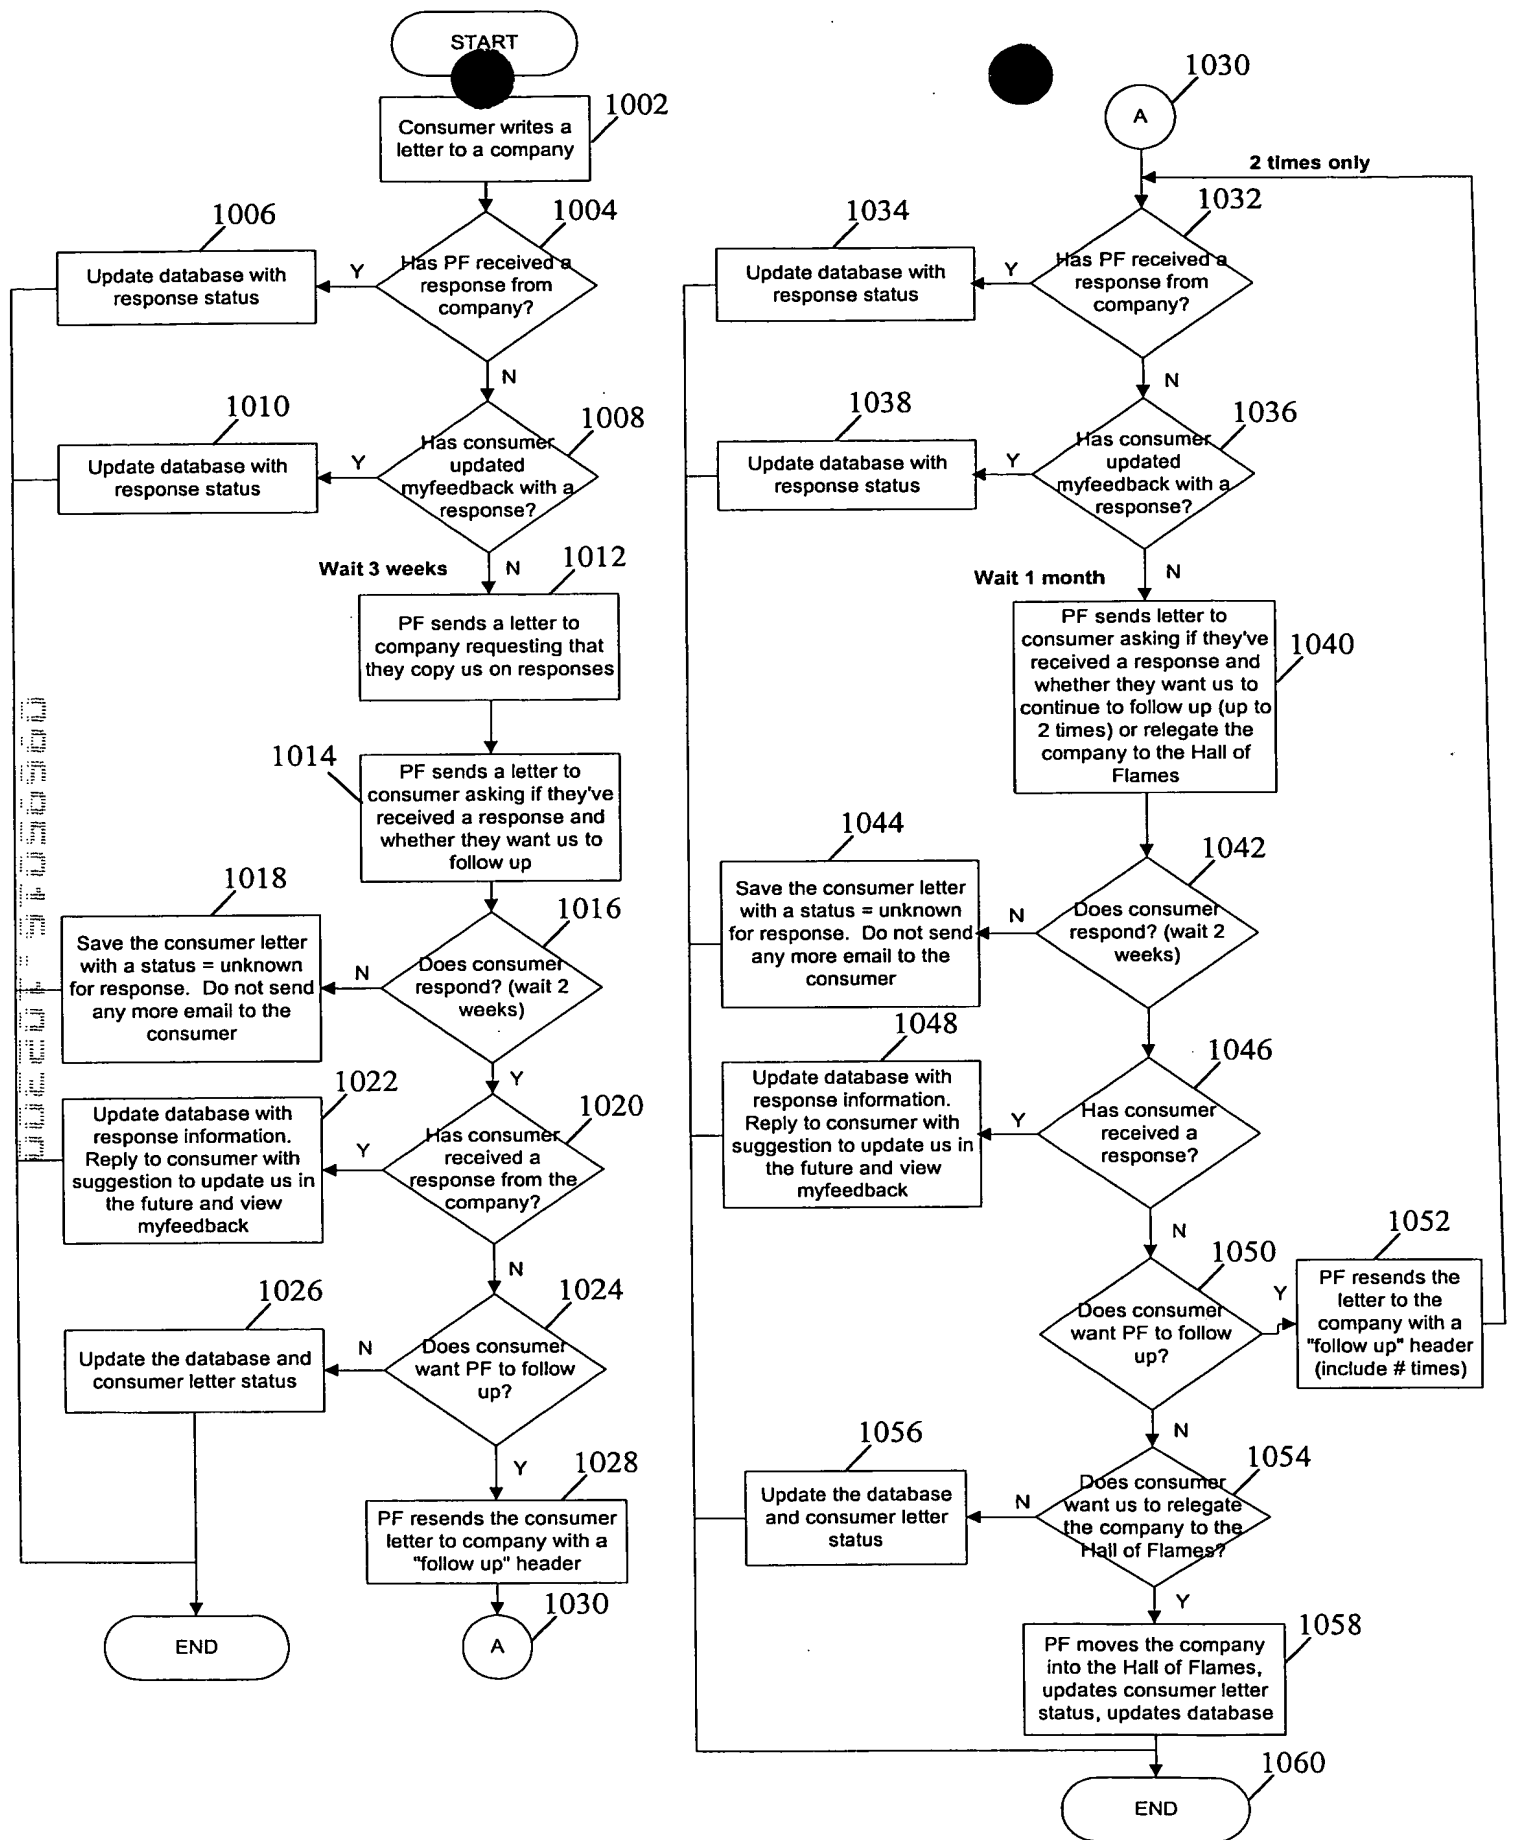 START
1002
Consumer writes a
letter to a company
1004
Has PF received a
response from
company?
Y
1006
Update database with
response status
N
1008
Has consumer
updated
myfeedback with a
response?
Y
1010
Update database with
response status
Wait 3 weeks
N
1012
PF sends a letter to
company requesting that
they copy us on responses
1014
PF sends a letter to
consumer asking if they've
received a response and
whether they want us to
follow up
1016
Does consumer
respond? (wait 2
weeks)
N
1018
Save the consumer letter
with a status = unknown
for response. Do not send
any more email to the
consumer
Y
1020
Has consumer
received a
response from the
company?
Y
1022
Update database with
response information.
Reply to consumer with
suggestion to update us in
the future and view
myfeedback
N
1024
Does consumer
want PF to follow
up?
N
1026
Update the database and
consumer letter status
Y
1028
PF resends the consumer
letter to company with a
"follow up" header
1030
A
END
1030
A
2 times only
1032
Has PF received a
response from
company?
Y
1034
Update database with
response status
N
1036
Has consumer
updated
myfeedback with a
response?
Y
1038
Update database with
response status
Wait 1 month
N
1040
PF sends letter to
consumer asking if they've
received a response and
whether they want us to
continue to follow up (up to
2 times) or relegate the
company to the Hall of
Flames
1042
Does consumer
respond? (wait 2
weeks)
N
1044
Save the consumer letter
with a status = unknown
for response. Do not send
any more email to the
consumer
1046
Has consumer
received a
response?
Y
1048
Update database with
response information.
Reply to consumer with
suggestion to update us in
the future and view
myfeedback
N
1050
Does consumer
want PF to follow
up?
Y
1052
PF resends the
letter to the
company with a
"follow up" header
(include # times)
N
1054
Does consumer
want us to relegate
the company to the
Hall of Flames?
N
1056
Update the database
and consumer letter
status
Y
1058
PF moves the company
into the Hall of Flames,
updates consumer letter
status, updates database
1060
END